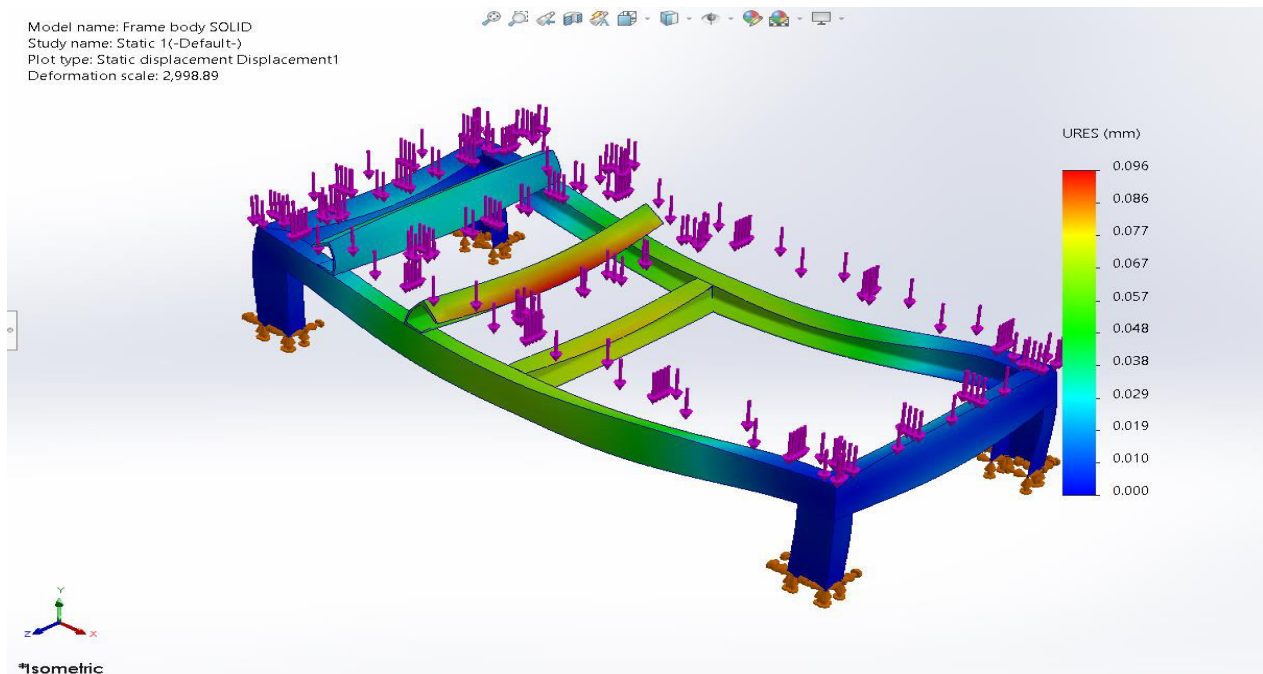 Model name: Frame body SOLID
Study name: Static 1(-Default-)
Plot type: Static displacement Displacement1
Deformation scale: 2,998.89
URES (mm)
0.096
0.086
0.077
0.067
0.057
0.048
0.038
0.029
0.019
0.010
0.000
Y
Z X
*Isometric